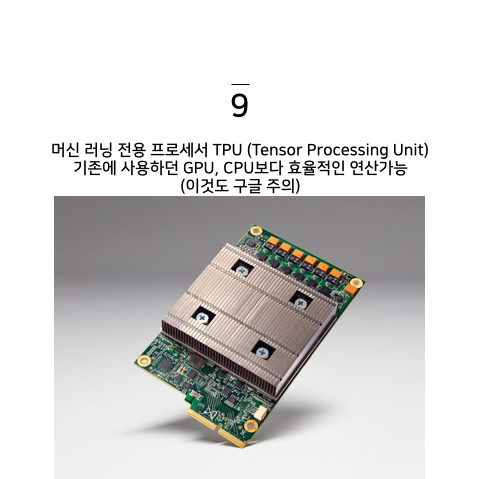 9
머신 러닝 전용 프로세서 TPU (Tensor Processing Unit)
기존에 사용하던 GPU, CPU보다 효율적인 연산가능
(이것도 구글 주의)